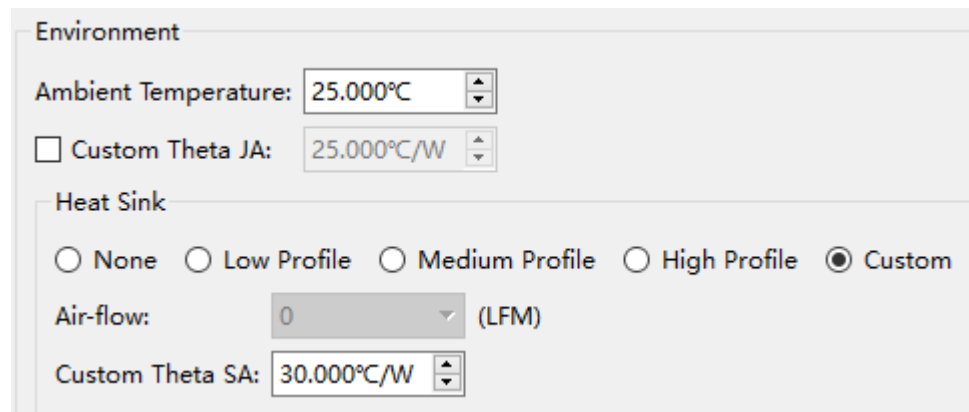 Environment
Ambient Temperature: 25.000℃
Custom Theta JA: 25.000℃/W
Heat Sink
None Low Profile Medium Profile High Profile Custom
Air-flow: 0 (LFM)
Custom Theta SA: 30.000℃/W